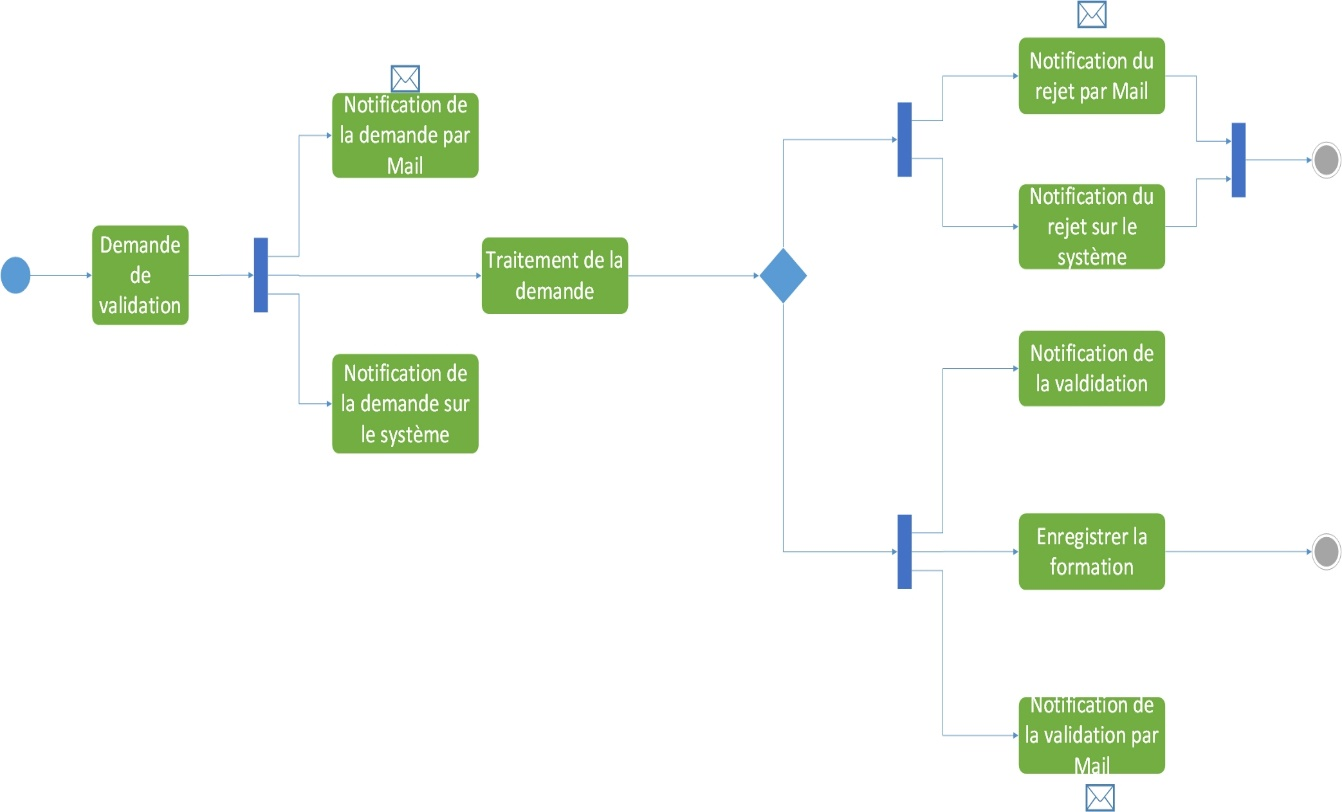 Notification du
rejet par Mail
Notification de
la demande par
Mail
Notification du
rejet sur le
système
Demande
de
validation
Traitement de la
demande
Notification de
la demande sur
le système
Notification de
la valdidation
Enregistrer la
formation
Notification de
la validation par
Mail